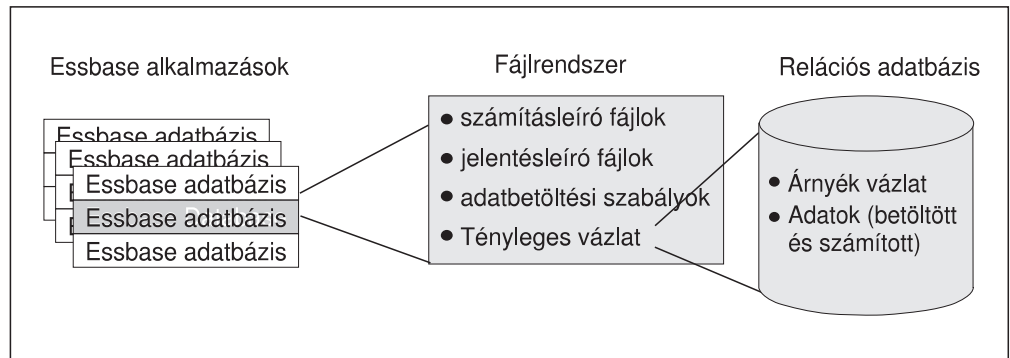 Essbase alkalmazások
Essbase adatbázis
Essbase adatbázis
Essbase adatbázis
Essbase adatbázis
Essbase adatbázis
Fájlrendszer
• számításleíró fájlok
• jelentésleíró fájlok
• adatbetöltési szabályok
• Tényleges vázlat
Relációs adatbázis
• Árnyék vázlat
• Adatok (betöltött
és számított)